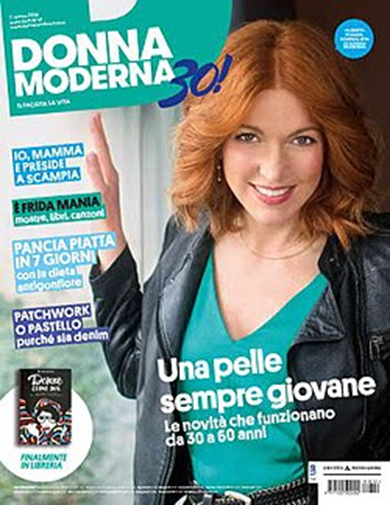 DONNA
MODERNA
30!
TI FACILITA LA VITA
IO, MAMMA
E PRESIDE
A SCAMPIA
È FRIDA MANIA
mostre, libri, canzoni
PANCIA PIATTA
IN 7 GIORNI
con la dieta
antigonfiore
PATCHWORK
O PASTELLO
purché sia denim
Una pelle
sempre giovane
Le novità che funzionano
da 30 a 60 anni
Donne
COME NOI
FINALMENTE
IN LIBRERIA
GRUPPO MONDADORI